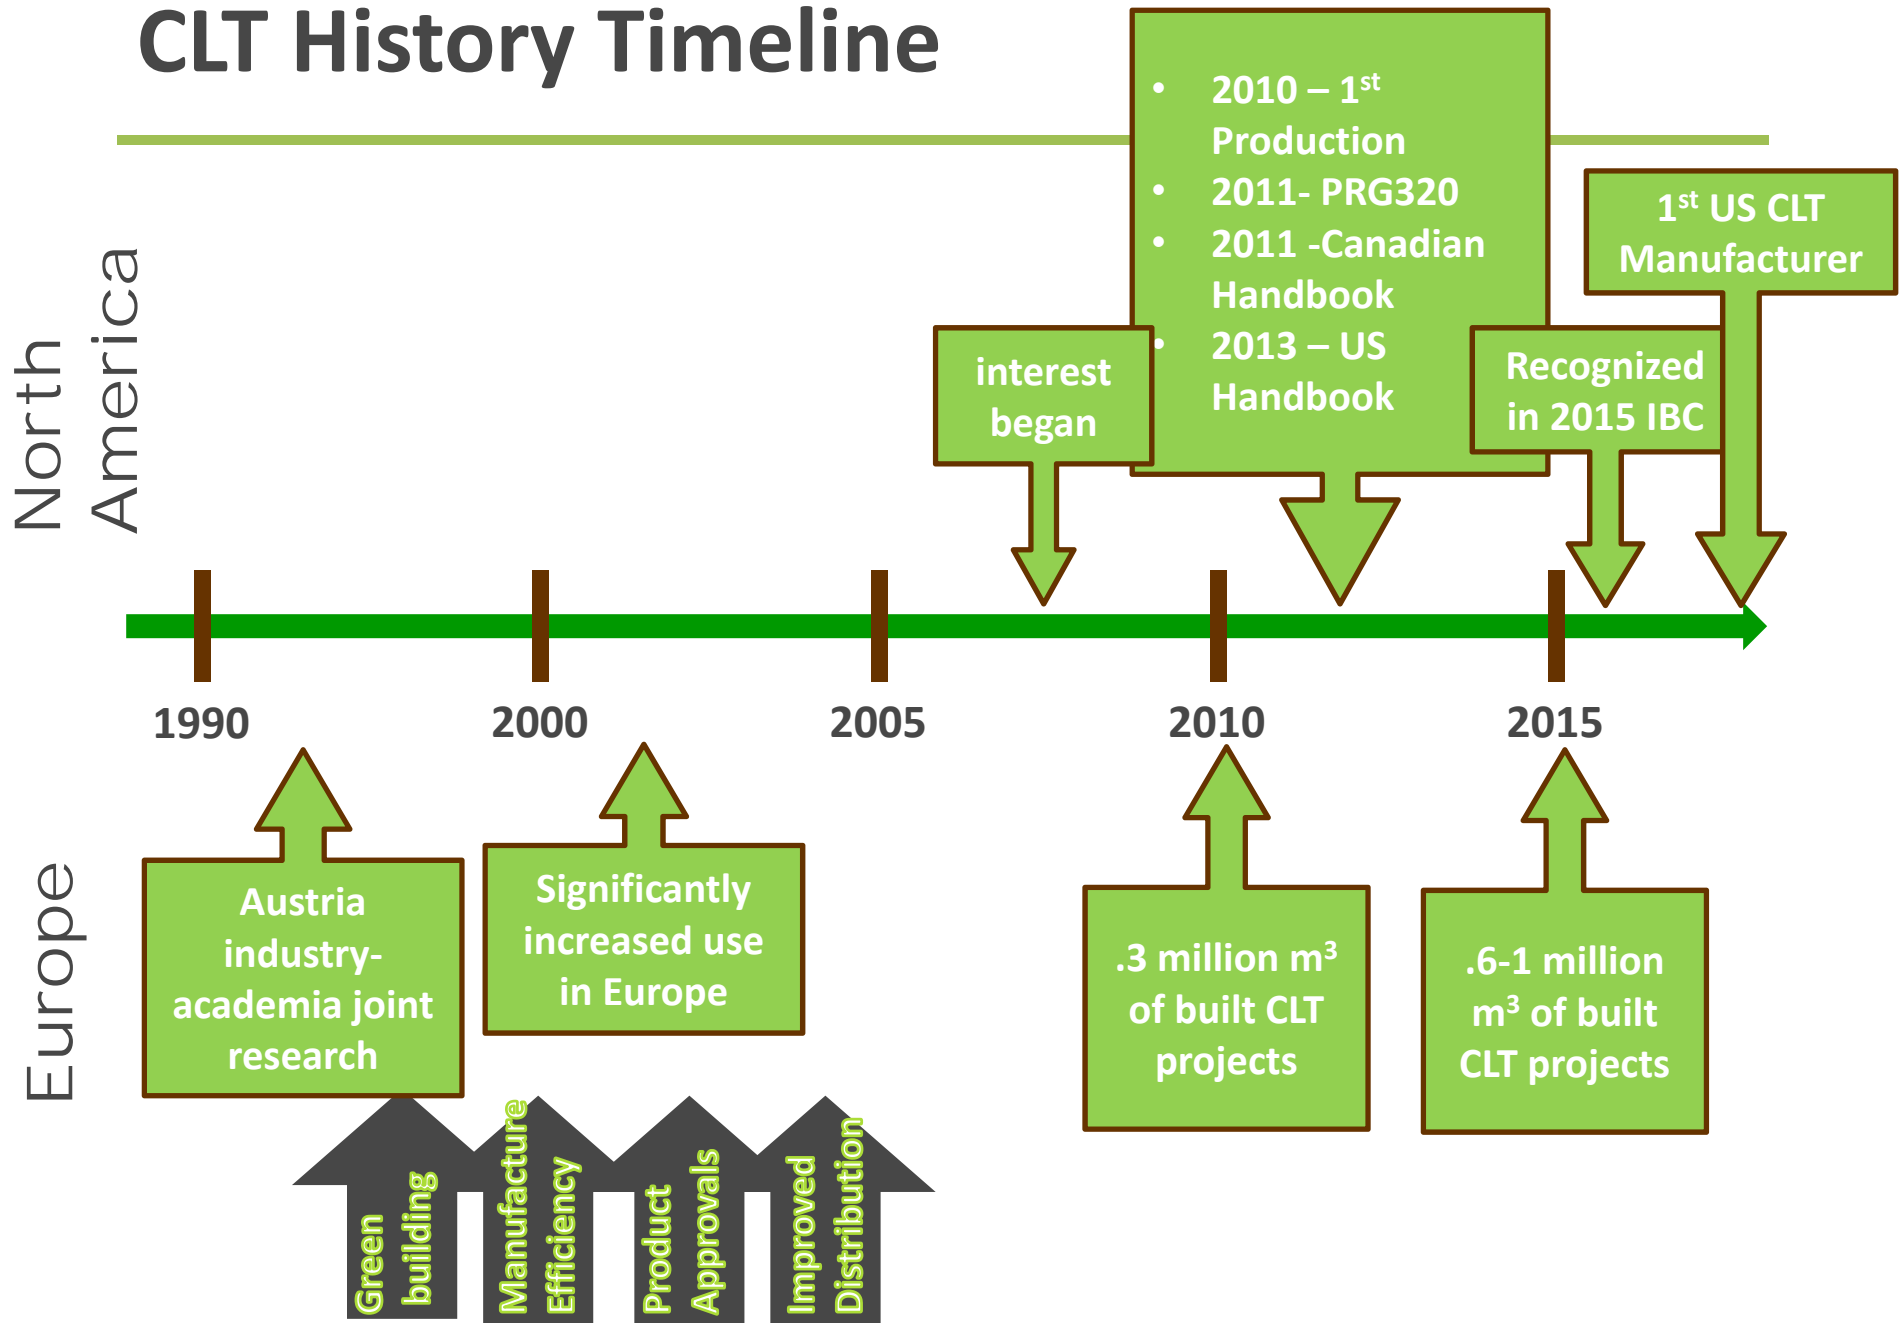 CLT History Timeline
North
America
interest
began
• 2010 – 1st
Production
• 2011- PRG320
• 2011 -Canadian
Handbook
• 2013 – US
Handbook
Recognized
in 2015 IBC
1st US CLT
Manufacturer
1990
2000
2005
2010
2015
Europe
Austria
industry-
academia joint
research
Significantly
increased use
in Europe
.3 million m³
of built CLT
projects
.6-1 million
m³ of built
CLT projects
Green
building
Manufacture
Efficiency
Product
Approvals
Improved
Distribution